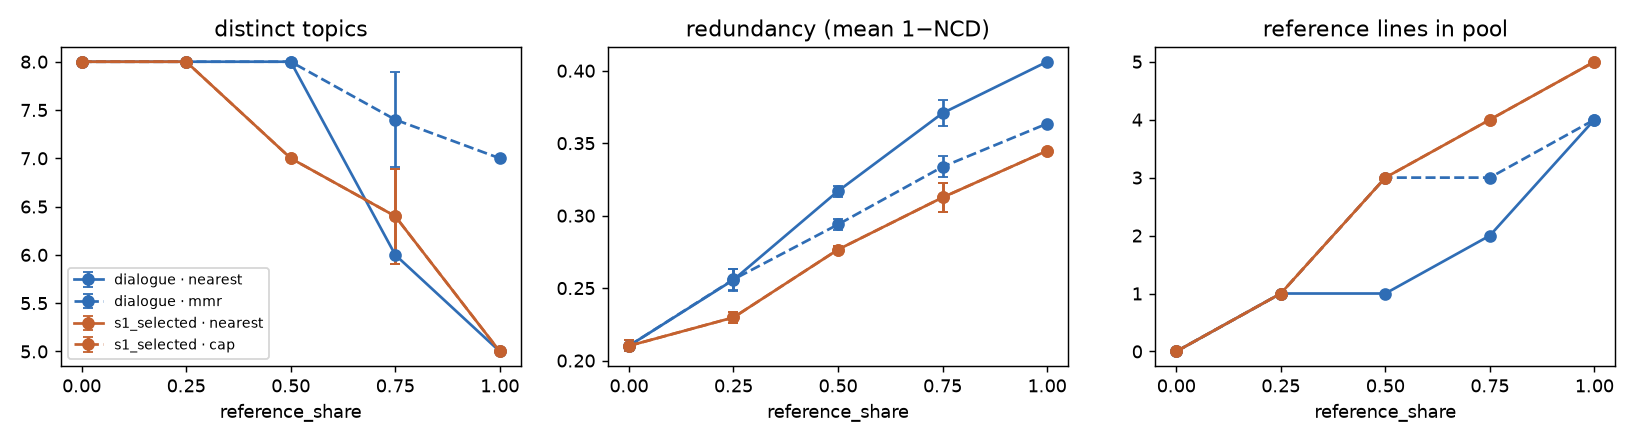 distinct topics
8.0
7.5
7.0
6.5
6.0
5.5
5.0
dialogue · nearest
dialogue · mmr
s1_selected · nearest
s1_selected · cap
0.00 0.25 0.50 0.75 1.00
reference_share
redundancy (mean 1−NCD)
0.40
0.35
0.30
0.25
0.20
0.00 0.25 0.50 0.75 1.00
reference_share
reference lines in pool
5
4
3
2
1
0
0.00 0.25 0.50 0.75 1.00
reference_share